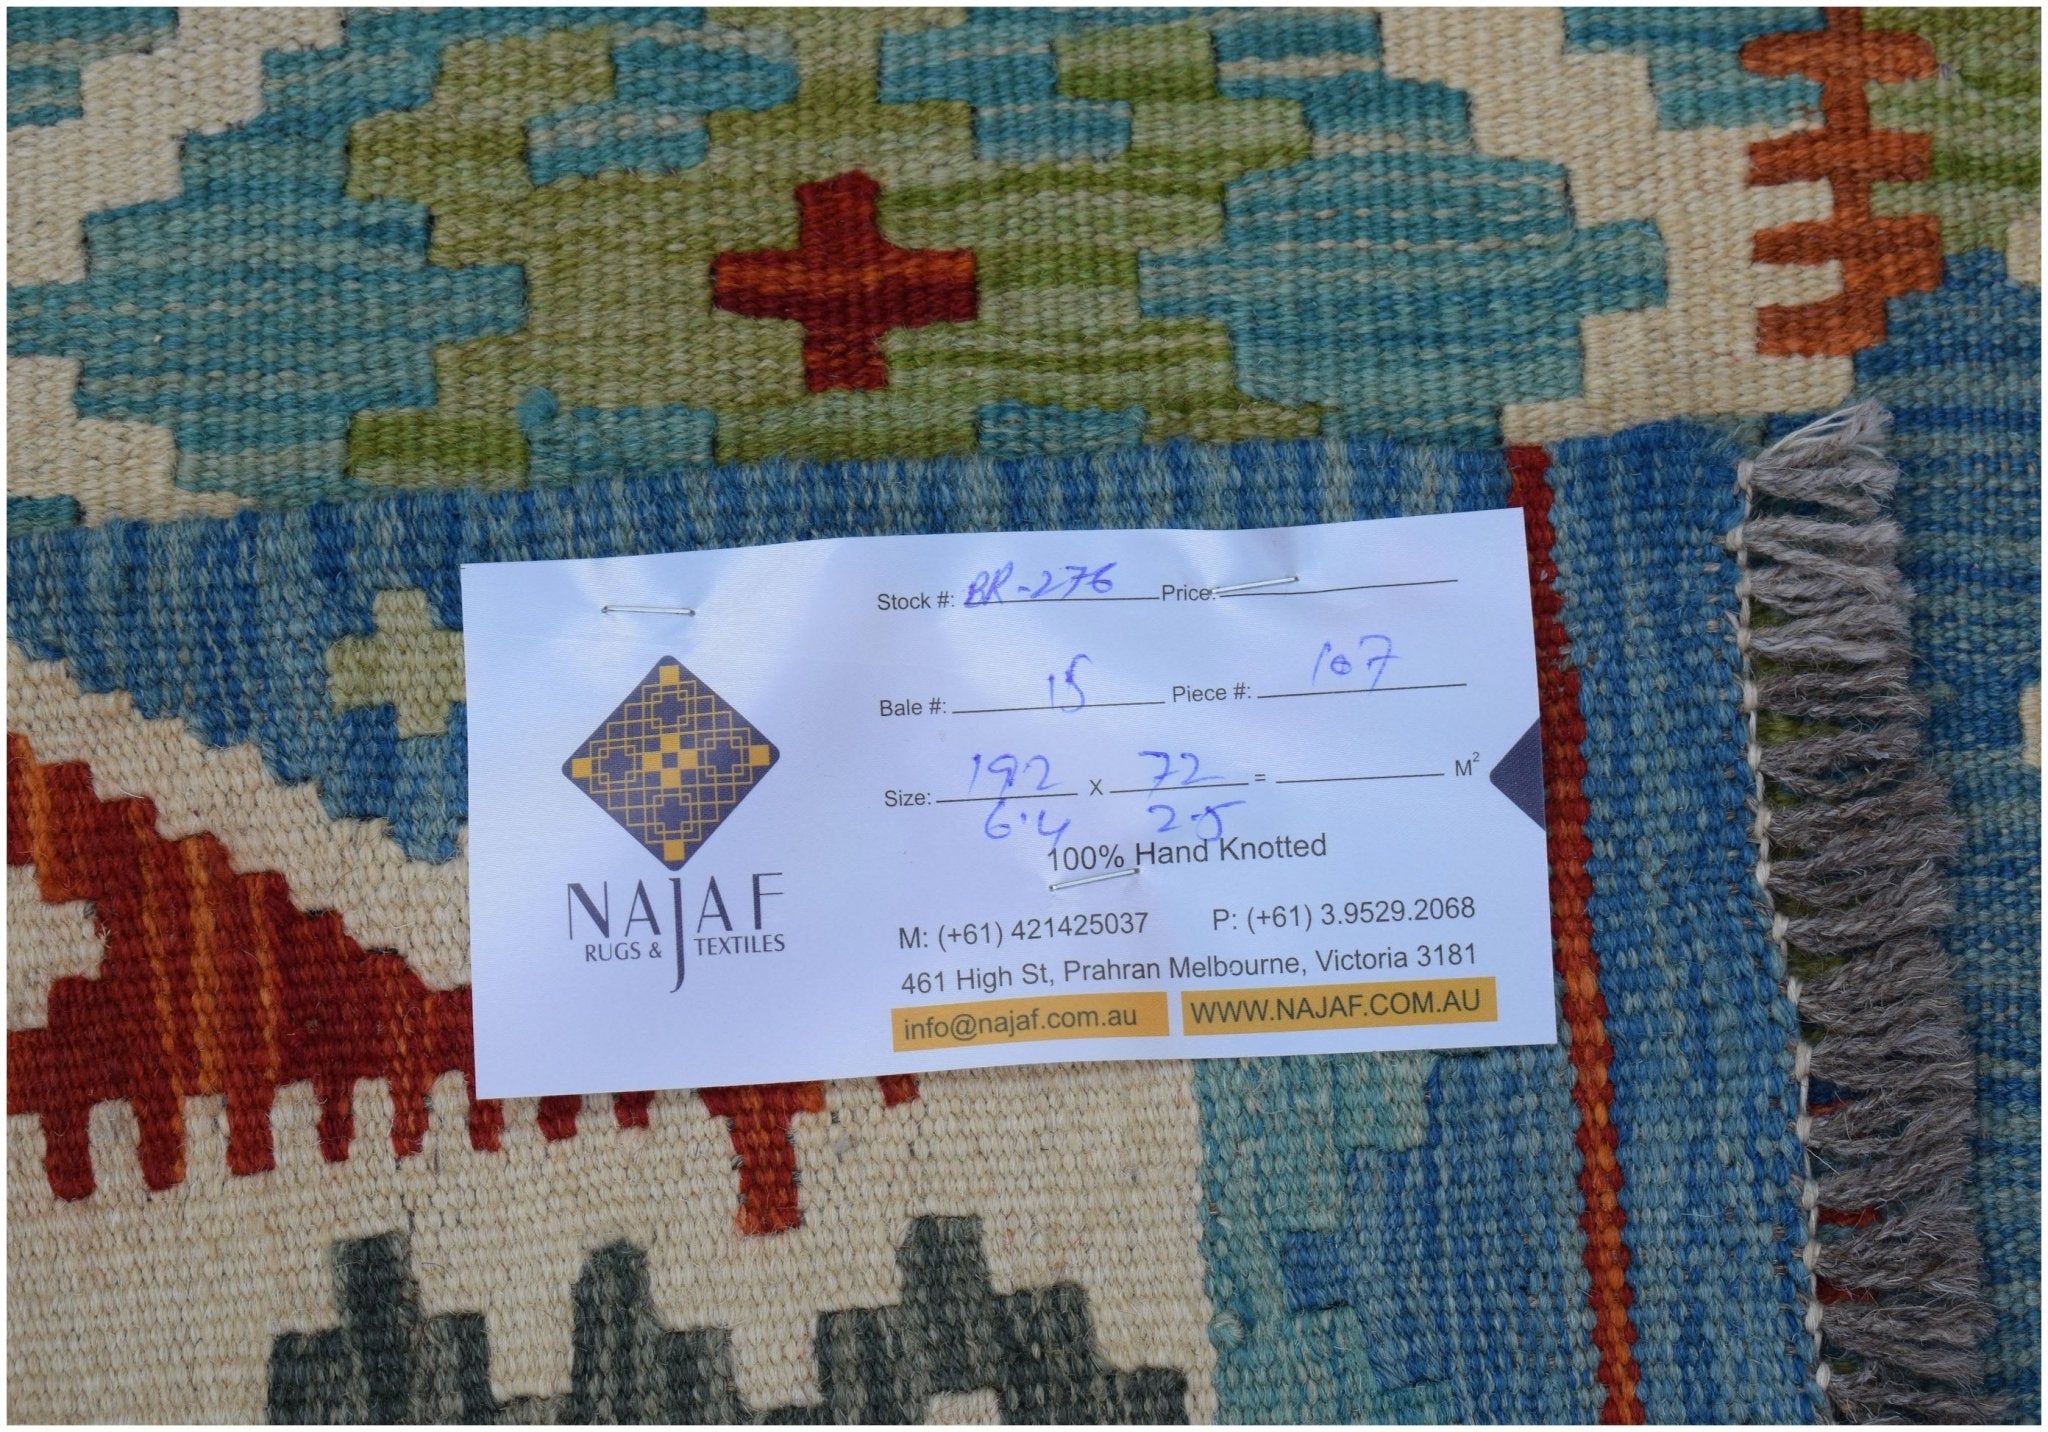 NAJAF
RUGS & TEXTILES
Stock #: BR-276 Price:
Bale #: 15 Piece #: 107
Size: 192 x 72 = M²
6.4 2.5
100% Hand Knotted
M: (+61) 421425037 P: (+61) 3.9529.2068
461 High St, Prahran Melbourne, Victoria 3181
info@najaf.com.au WWW.NAJAF.COM.AU